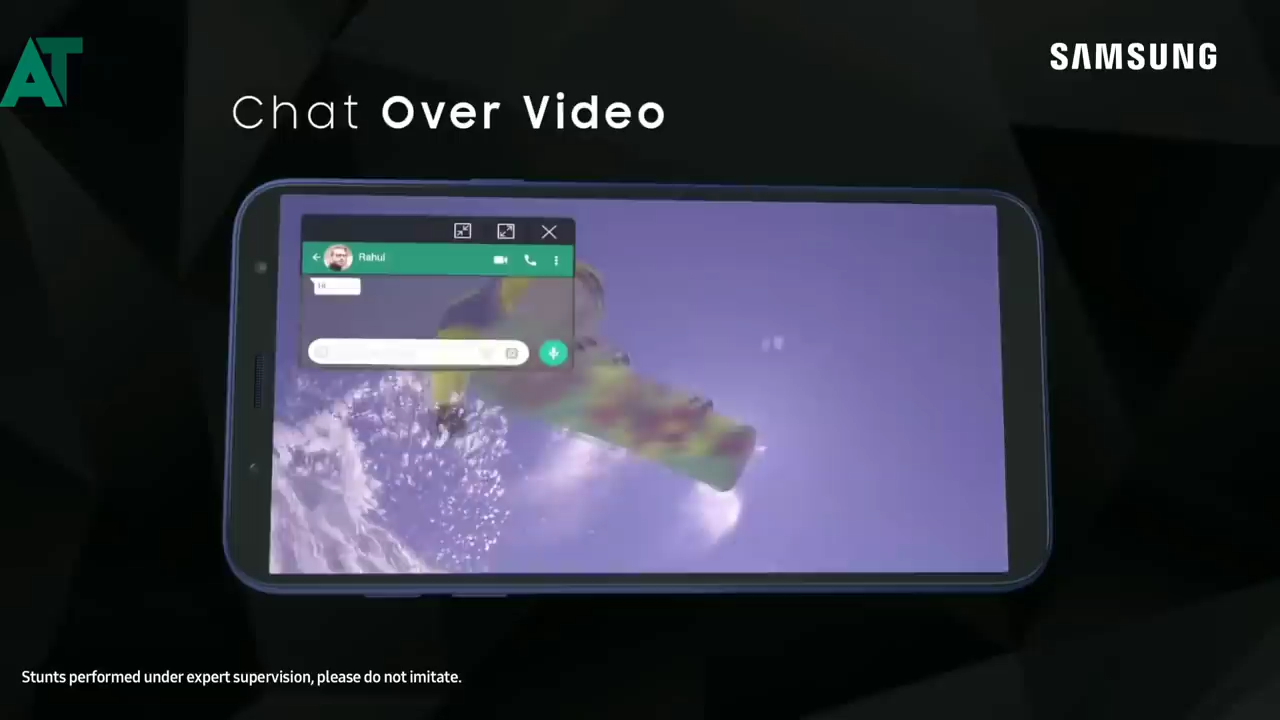 AT
SAMSUNG
Chat Over Video
Rahul
Stunts performed under expert supervision, please do not imitate.